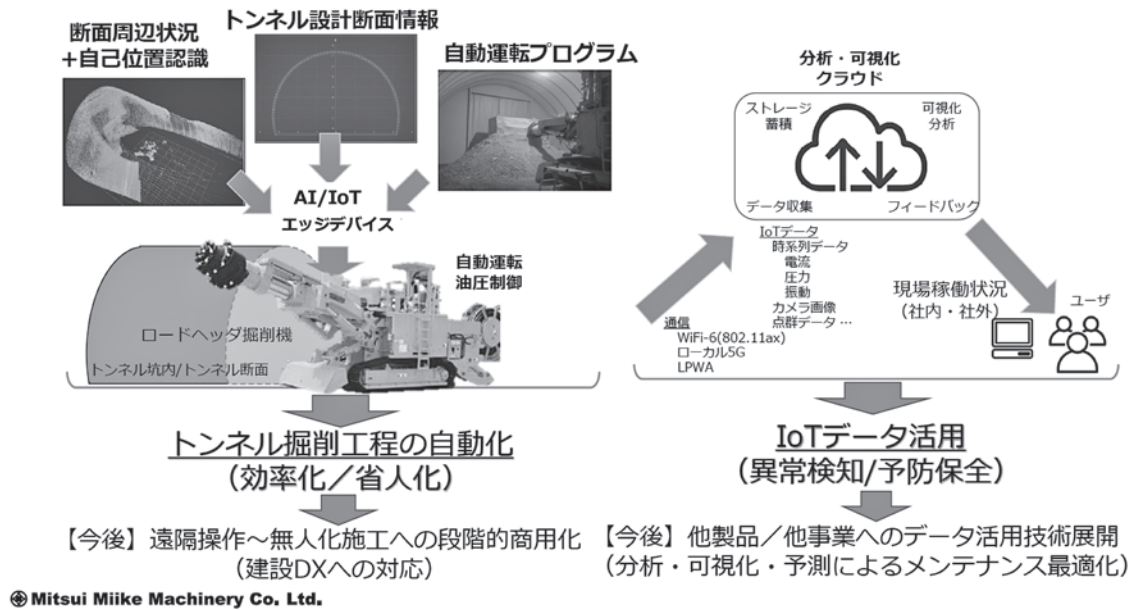 断面周辺状況
+自己位置認識
トンネル設計断面情報
自動運転プログラム
AI/IoT
エッジデバイス
自動運転
油圧制御
ロードヘッダ掘削機
トンネル坑内/トンネル断面
トンネル掘削工程の自動化
(効率化／省人化)
【今後】遠隔操作～無人化施工への段階的商用化
(建設DXへの対応)
分析・可視化
クラウド
ストレージ
蓄積
可視化
分析
データ収集
フィードバック
IoTデータ
時系列データ
電流
圧力
振動
カメラ画像
点群データ …
通信
WiFi-6(802.11ax)
ローカル5G
LPWA
現場稼働状況
(社内・社外)
ユーザ
IoTデータ活用
(異常検知/予防保全)
【今後】他製品／他事業へのデータ活用技術展開
(分析・可視化・予測によるメンテナンス最適化)
Mitsui Miike Machinery Co. Ltd.